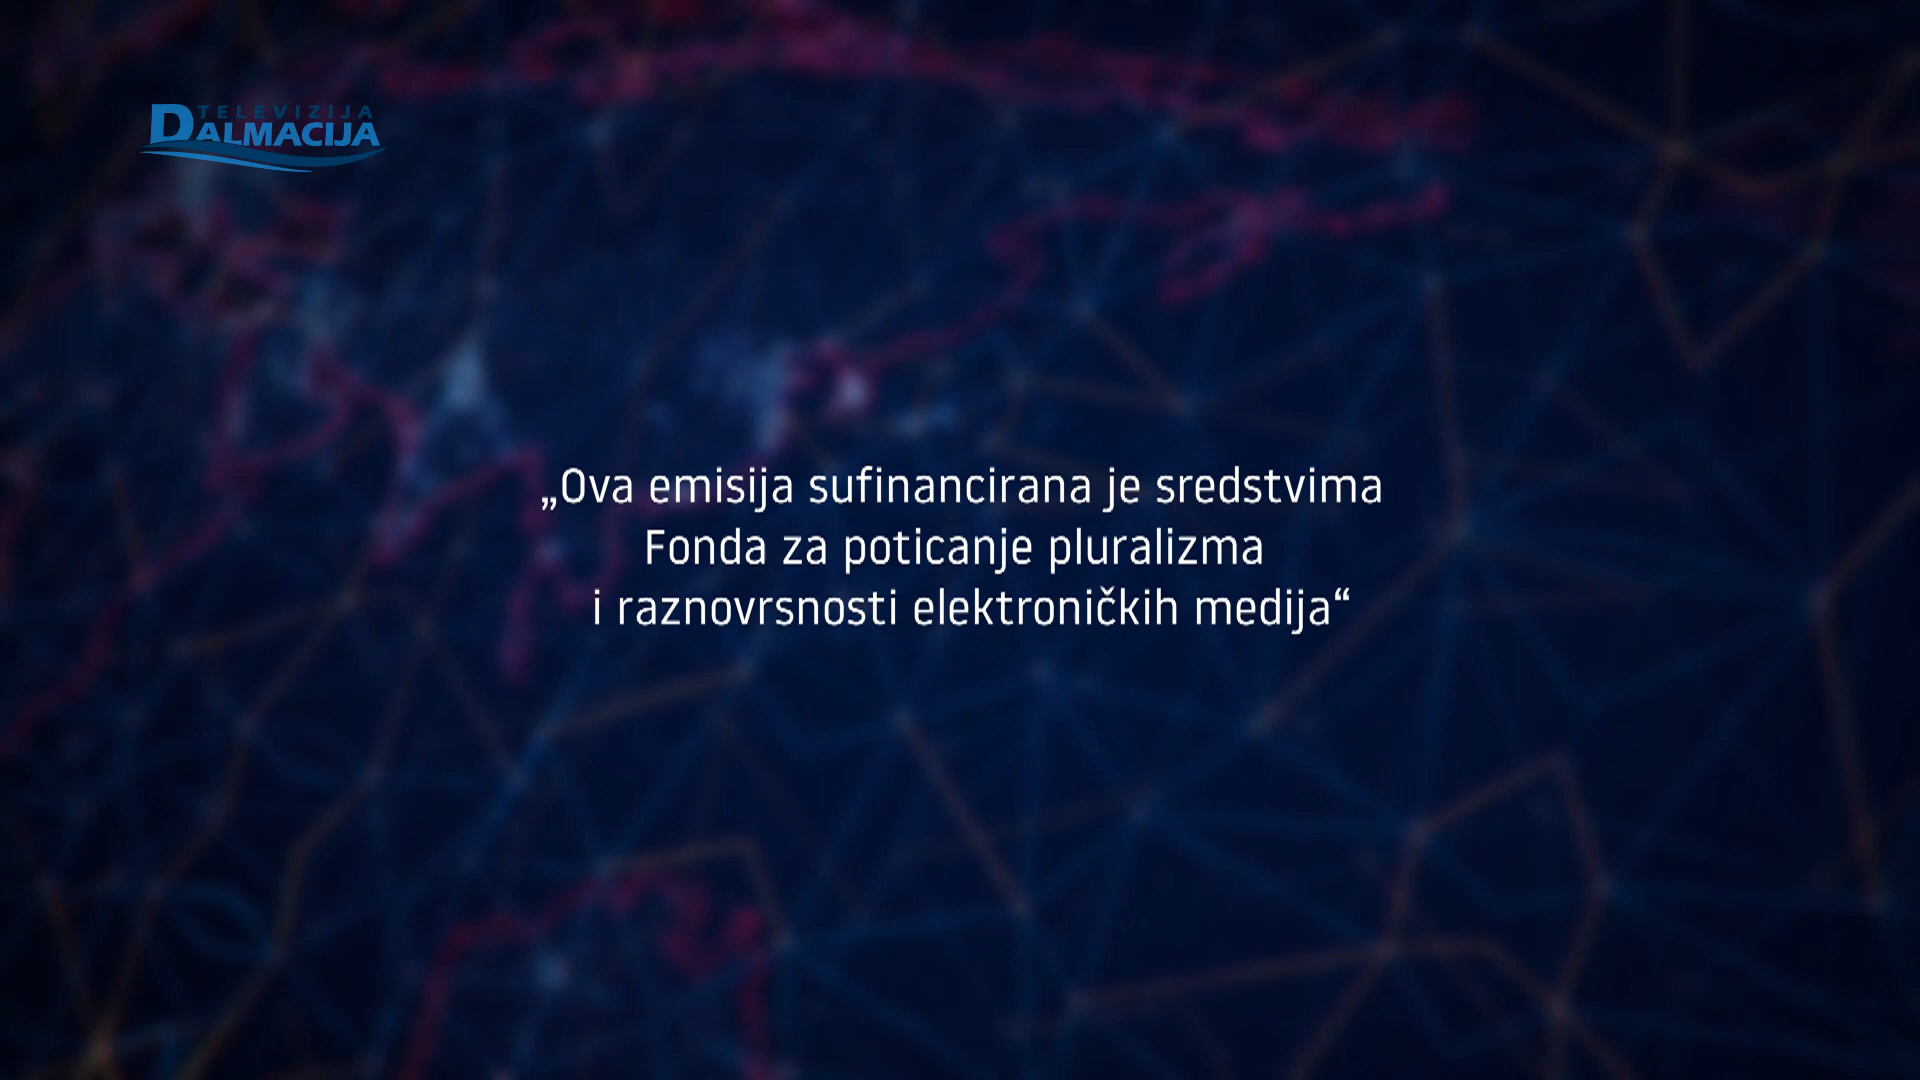 TELEVIZIJA
DALMACIJA
„Ova emisija sufinancirana je sredstvima
Fonda za poticanje pluralizma
i raznovrsnosti elektroničkih medija“